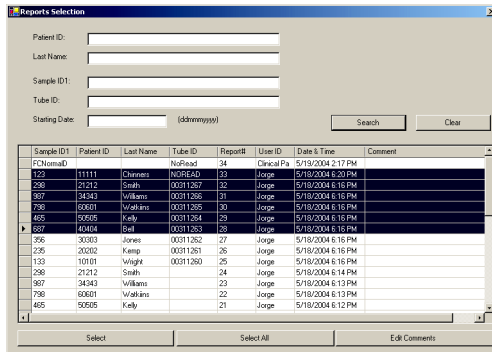 Reports Selection
Patient ID:
Last Name:
Sample ID1:
Tube ID:
Starting Date: (ddmmmyyyy) Search Clear
Sample ID1 Patient ID Last Name Tube ID Report# User ID Date & Time Comment
FCNormalD NoRead 34 Clinical Pa 5/19/2004 2:17 PM
123 11111 Chinners NOREAD 33 Jorge 5/18/2004 6:20 PM
298 21212 Smith 00311267 32 Jorge 5/18/2004 6:16 PM
987 34343 Williams 00311266 31 Jorge 5/18/2004 6:16 PM
798 60601 Watkiins 00311265 30 Jorge 5/18/2004 6:16 PM
465 50505 Kelly 00311264 29 Jorge 5/18/2004 6:16 PM
687 40404 Bell 00311263 28 Jorge 5/18/2004 6:16 PM
356 30303 Jones 00311262 27 Jorge 5/18/2004 6:16 PM
235 20202 Kemp 00311261 26 Jorge 5/18/2004 6:16 PM
133 10101 Wright 00311260 25 Jorge 5/18/2004 6:16 PM
298 21212 Smith 24 Jorge 5/18/2004 6:14 PM
987 34343 Williams 23 Jorge 5/18/2004 6:13 PM
798 60601 Watkiins 22 Jorge 5/18/2004 6:13 PM
465 50505 Kelly 21 Jorge 5/18/2004 6:12 PM
Select Select All Edit Comments